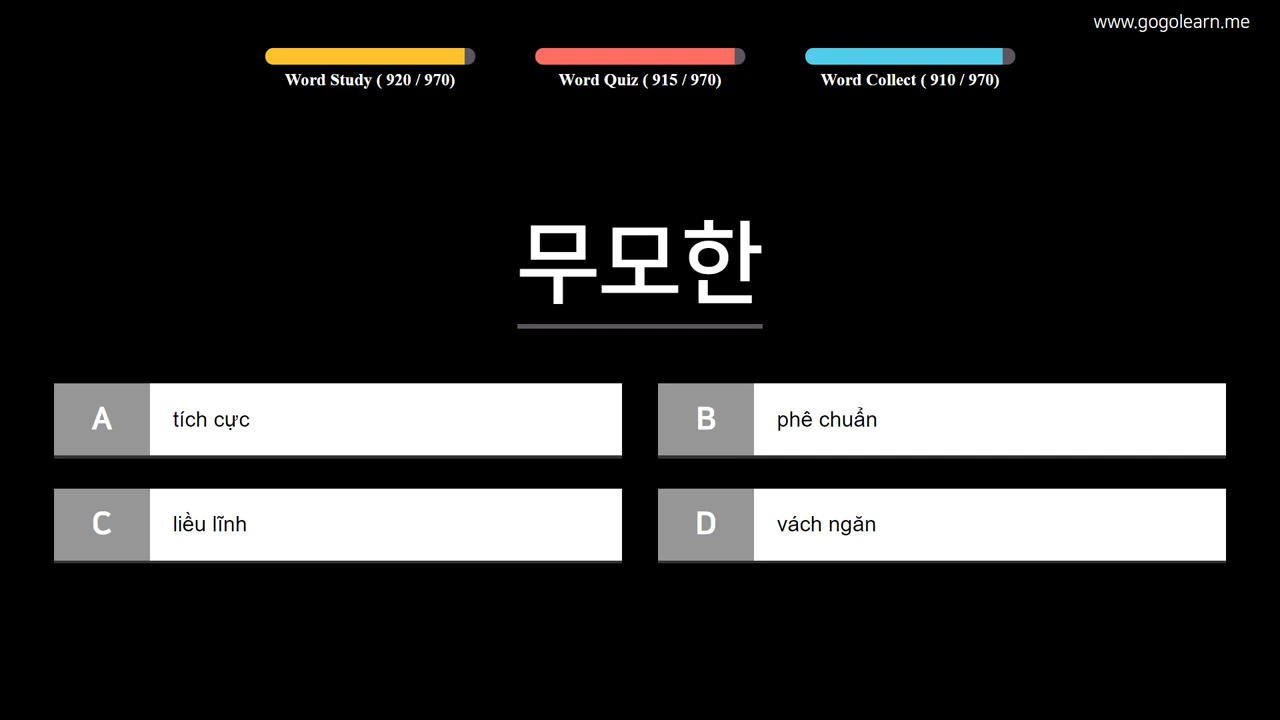 www.gogolearn.me
Word Study ( 920 / 970)
Word Quiz ( 915 / 970)
Word Collect ( 910 / 970)
무모한
A tích cực
B phê chuẩn
C liều lĩnh
D vách ngăn